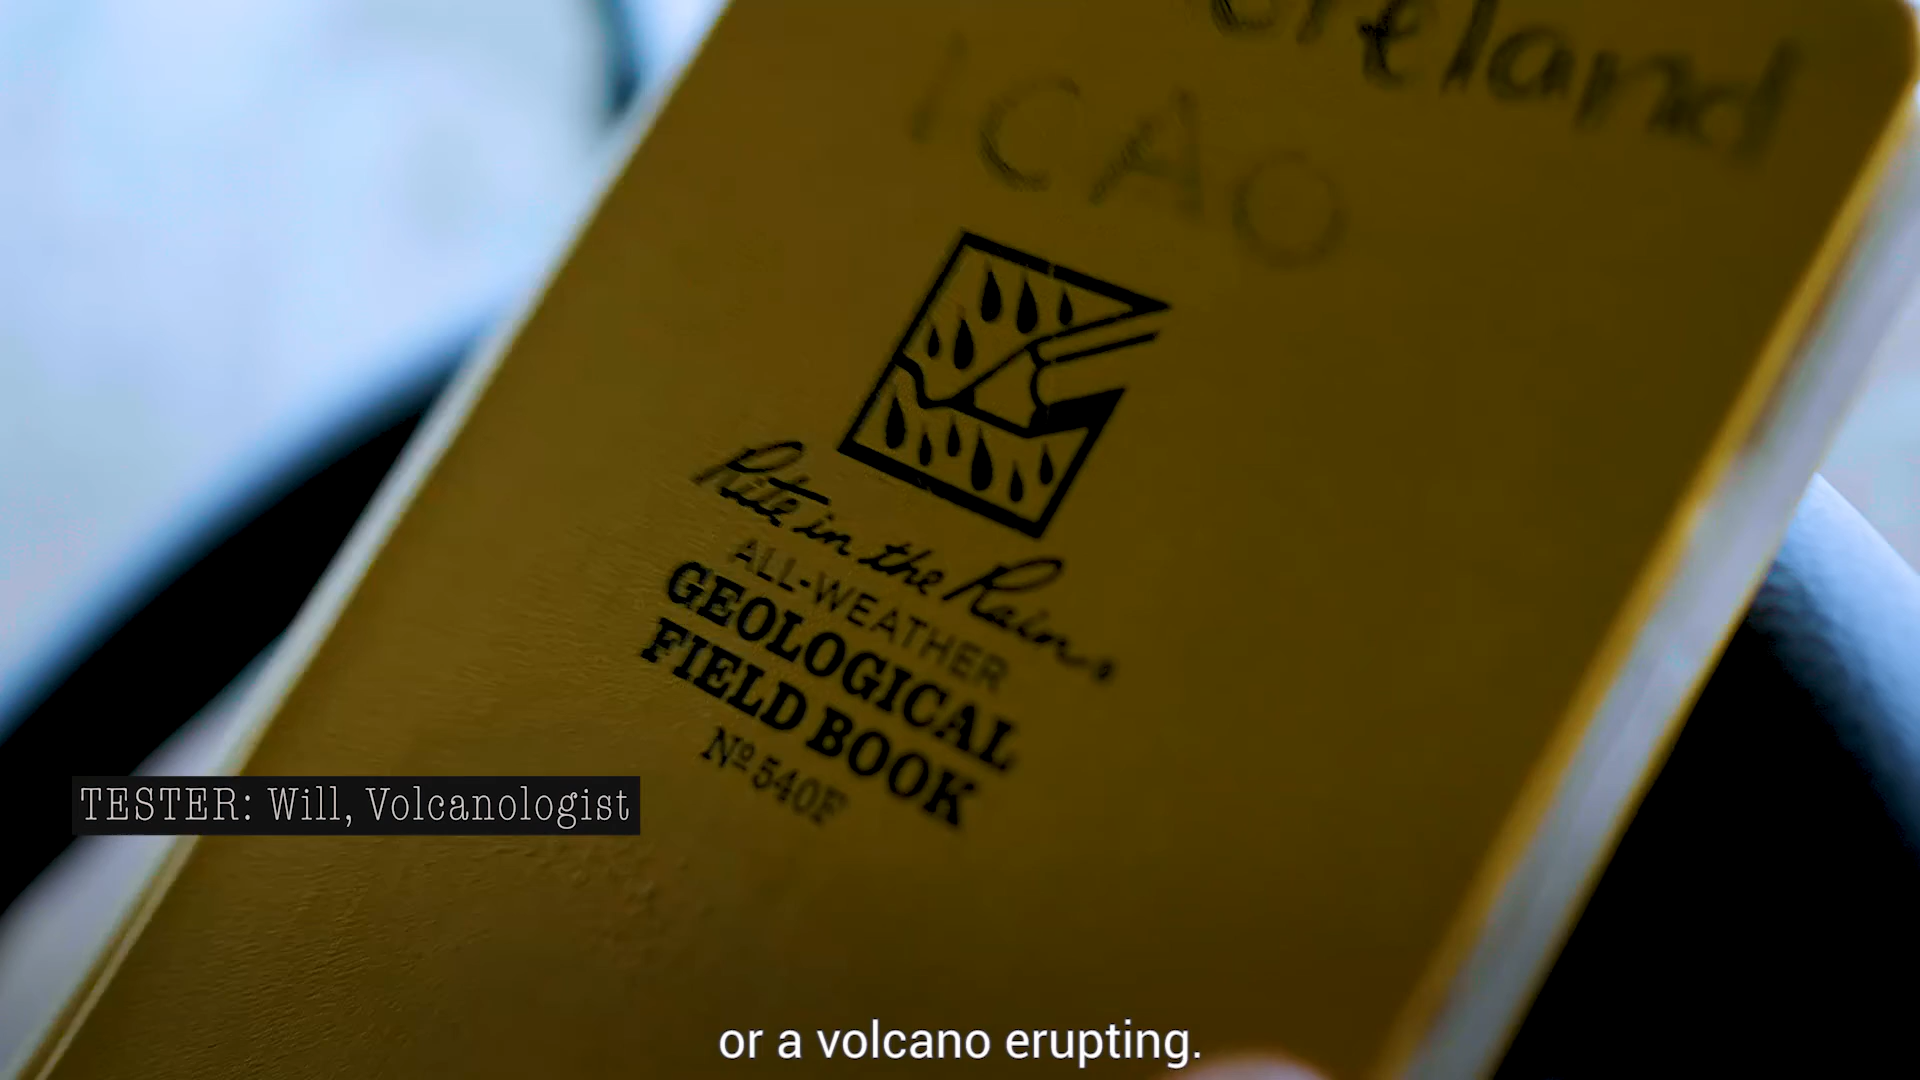 ICAO
Rite in the Rain®
ALL-WEATHER
GEOLOGICAL
FIELD BOOK
Nº 540F
TESTER: Will, Volcanologist
or a volcano erupting.